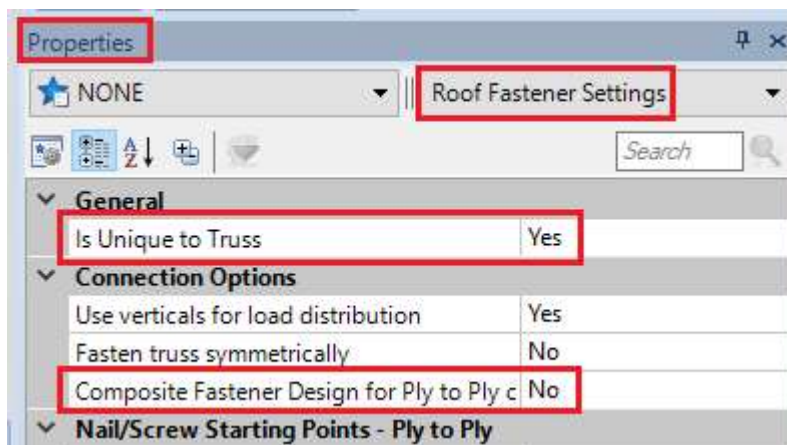 Properties
NONE Roof Fastener Settings
Search
General
Is Unique to Truss Yes
Connection Options
Use verticals for load distribution Yes
Fasten truss symmetrically No
Composite Fastener Design for Ply to Ply c No
Nail/Screw Starting Points - Ply to Ply